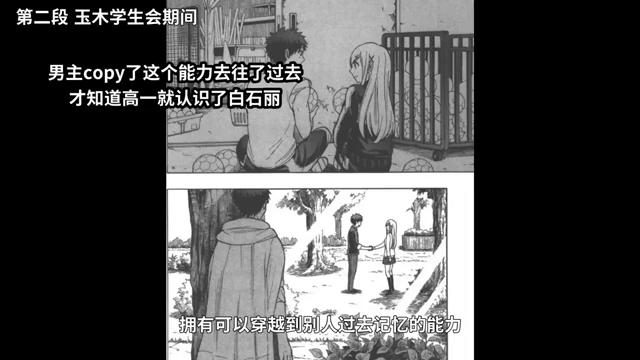 第二段 玉木学生会期间
男主copy了这个能力去往了过去
才知道高一就认识了白石丽
拥有可以穿越到别人过去记忆的能力